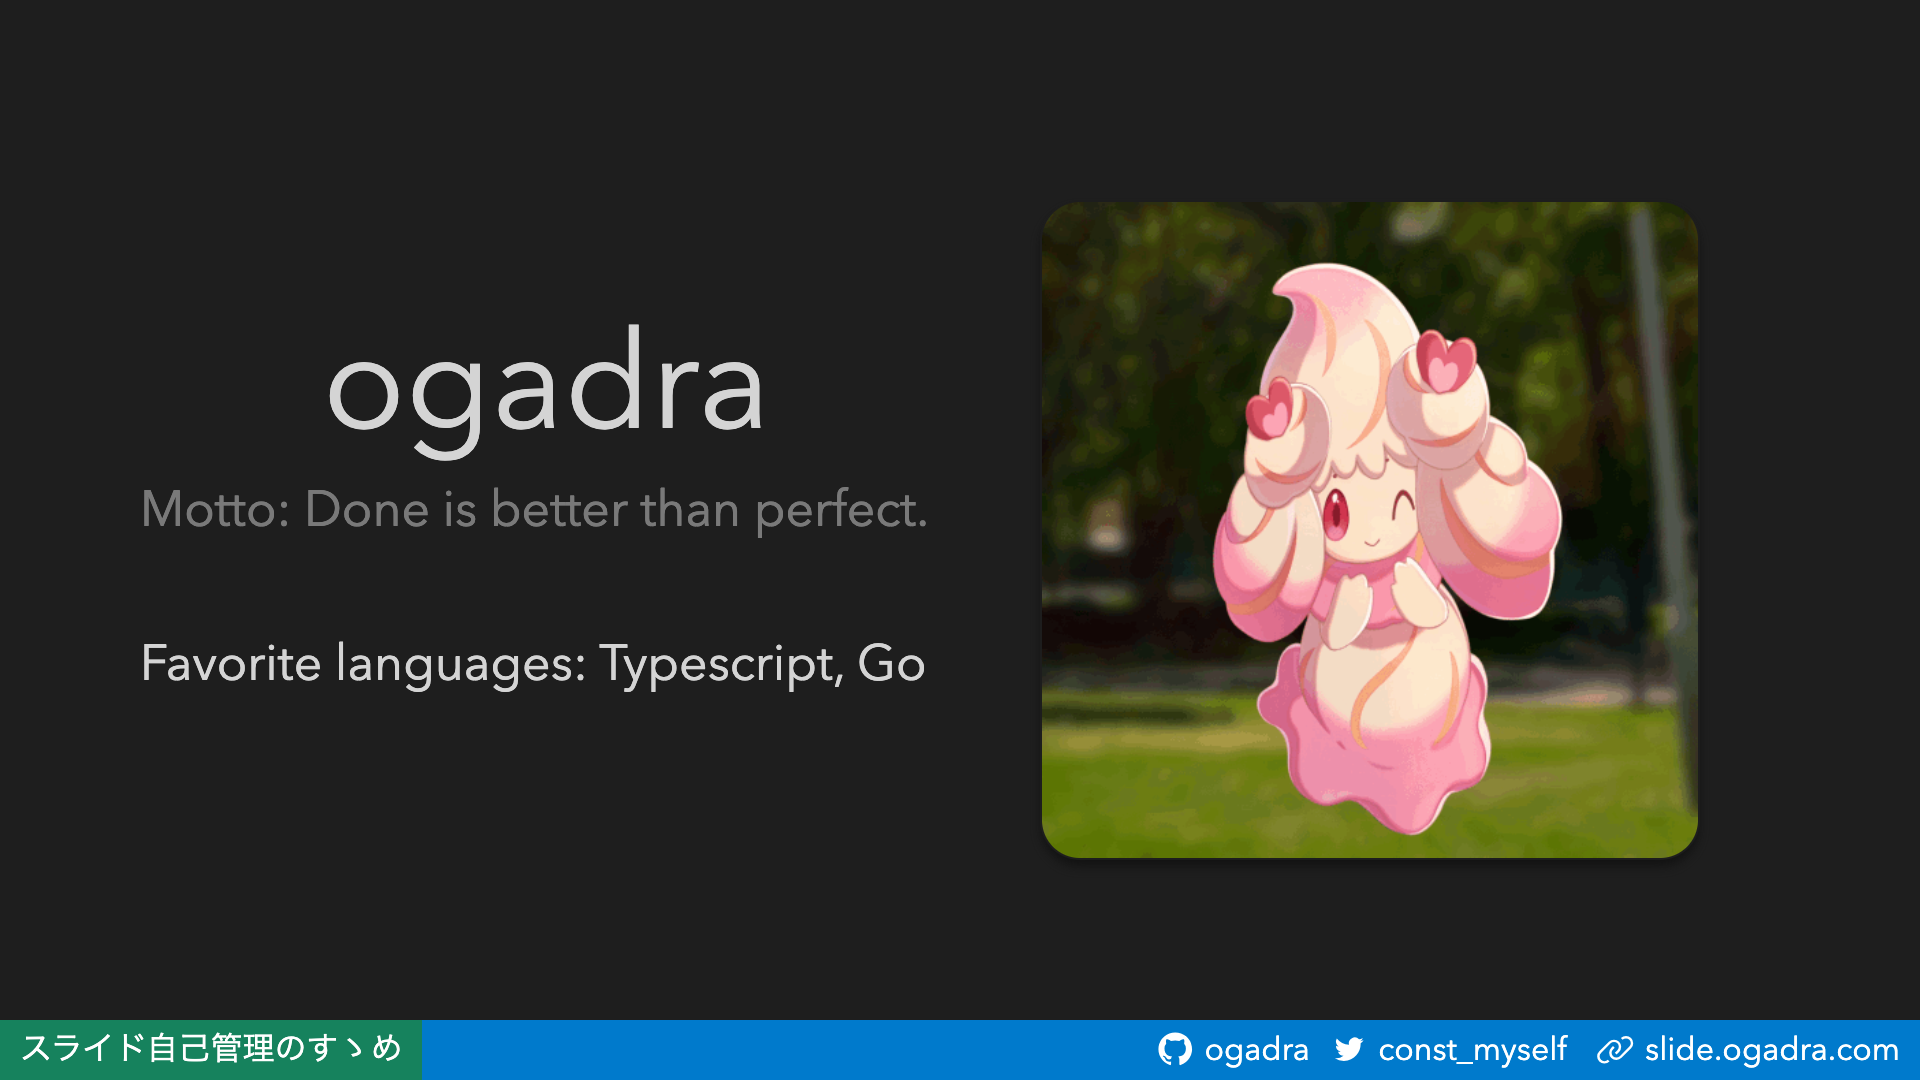 ogadra
Motto: Done is better than perfect.
Favorite languages: Typescript, Go
スライド自己管理のすゝめ
ogadra const_myself slide.ogadra.com